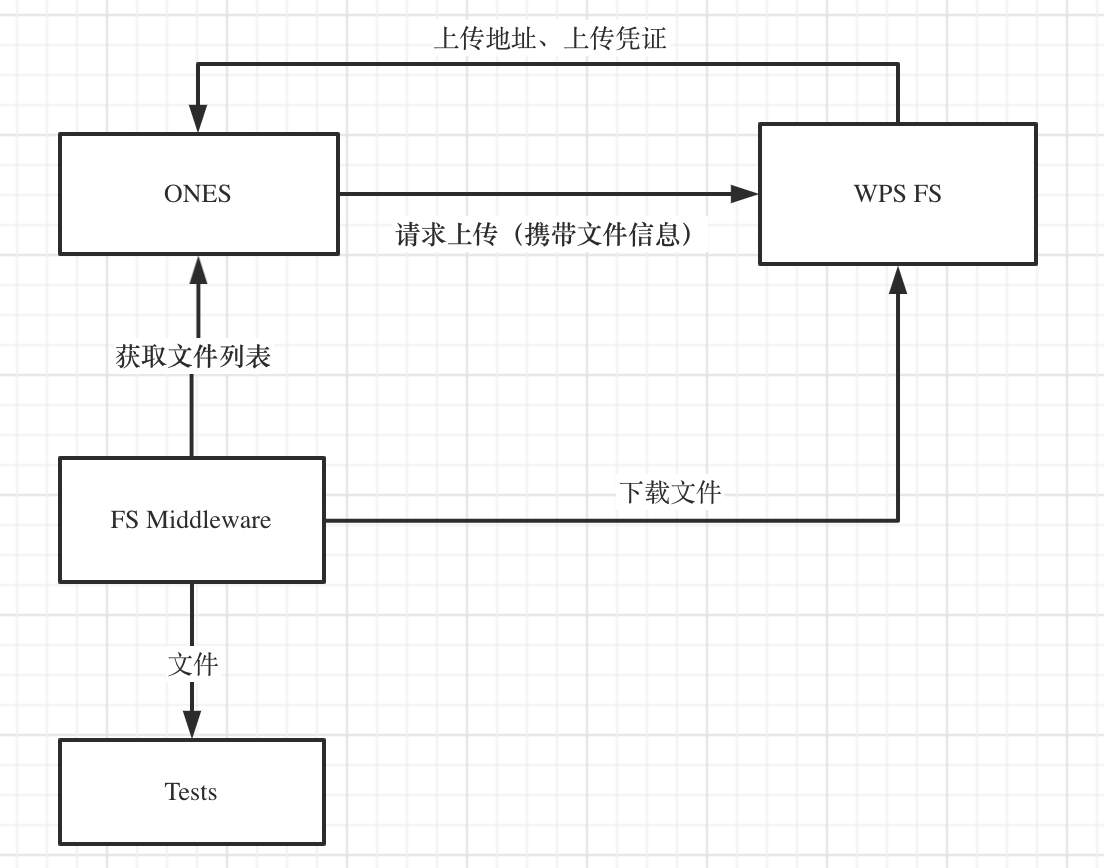 上传地址、上传凭证
ONES
WPS FS
请求上传（携带文件信息）
获取文件列表
下载文件
FS Middleware
文件
Tests